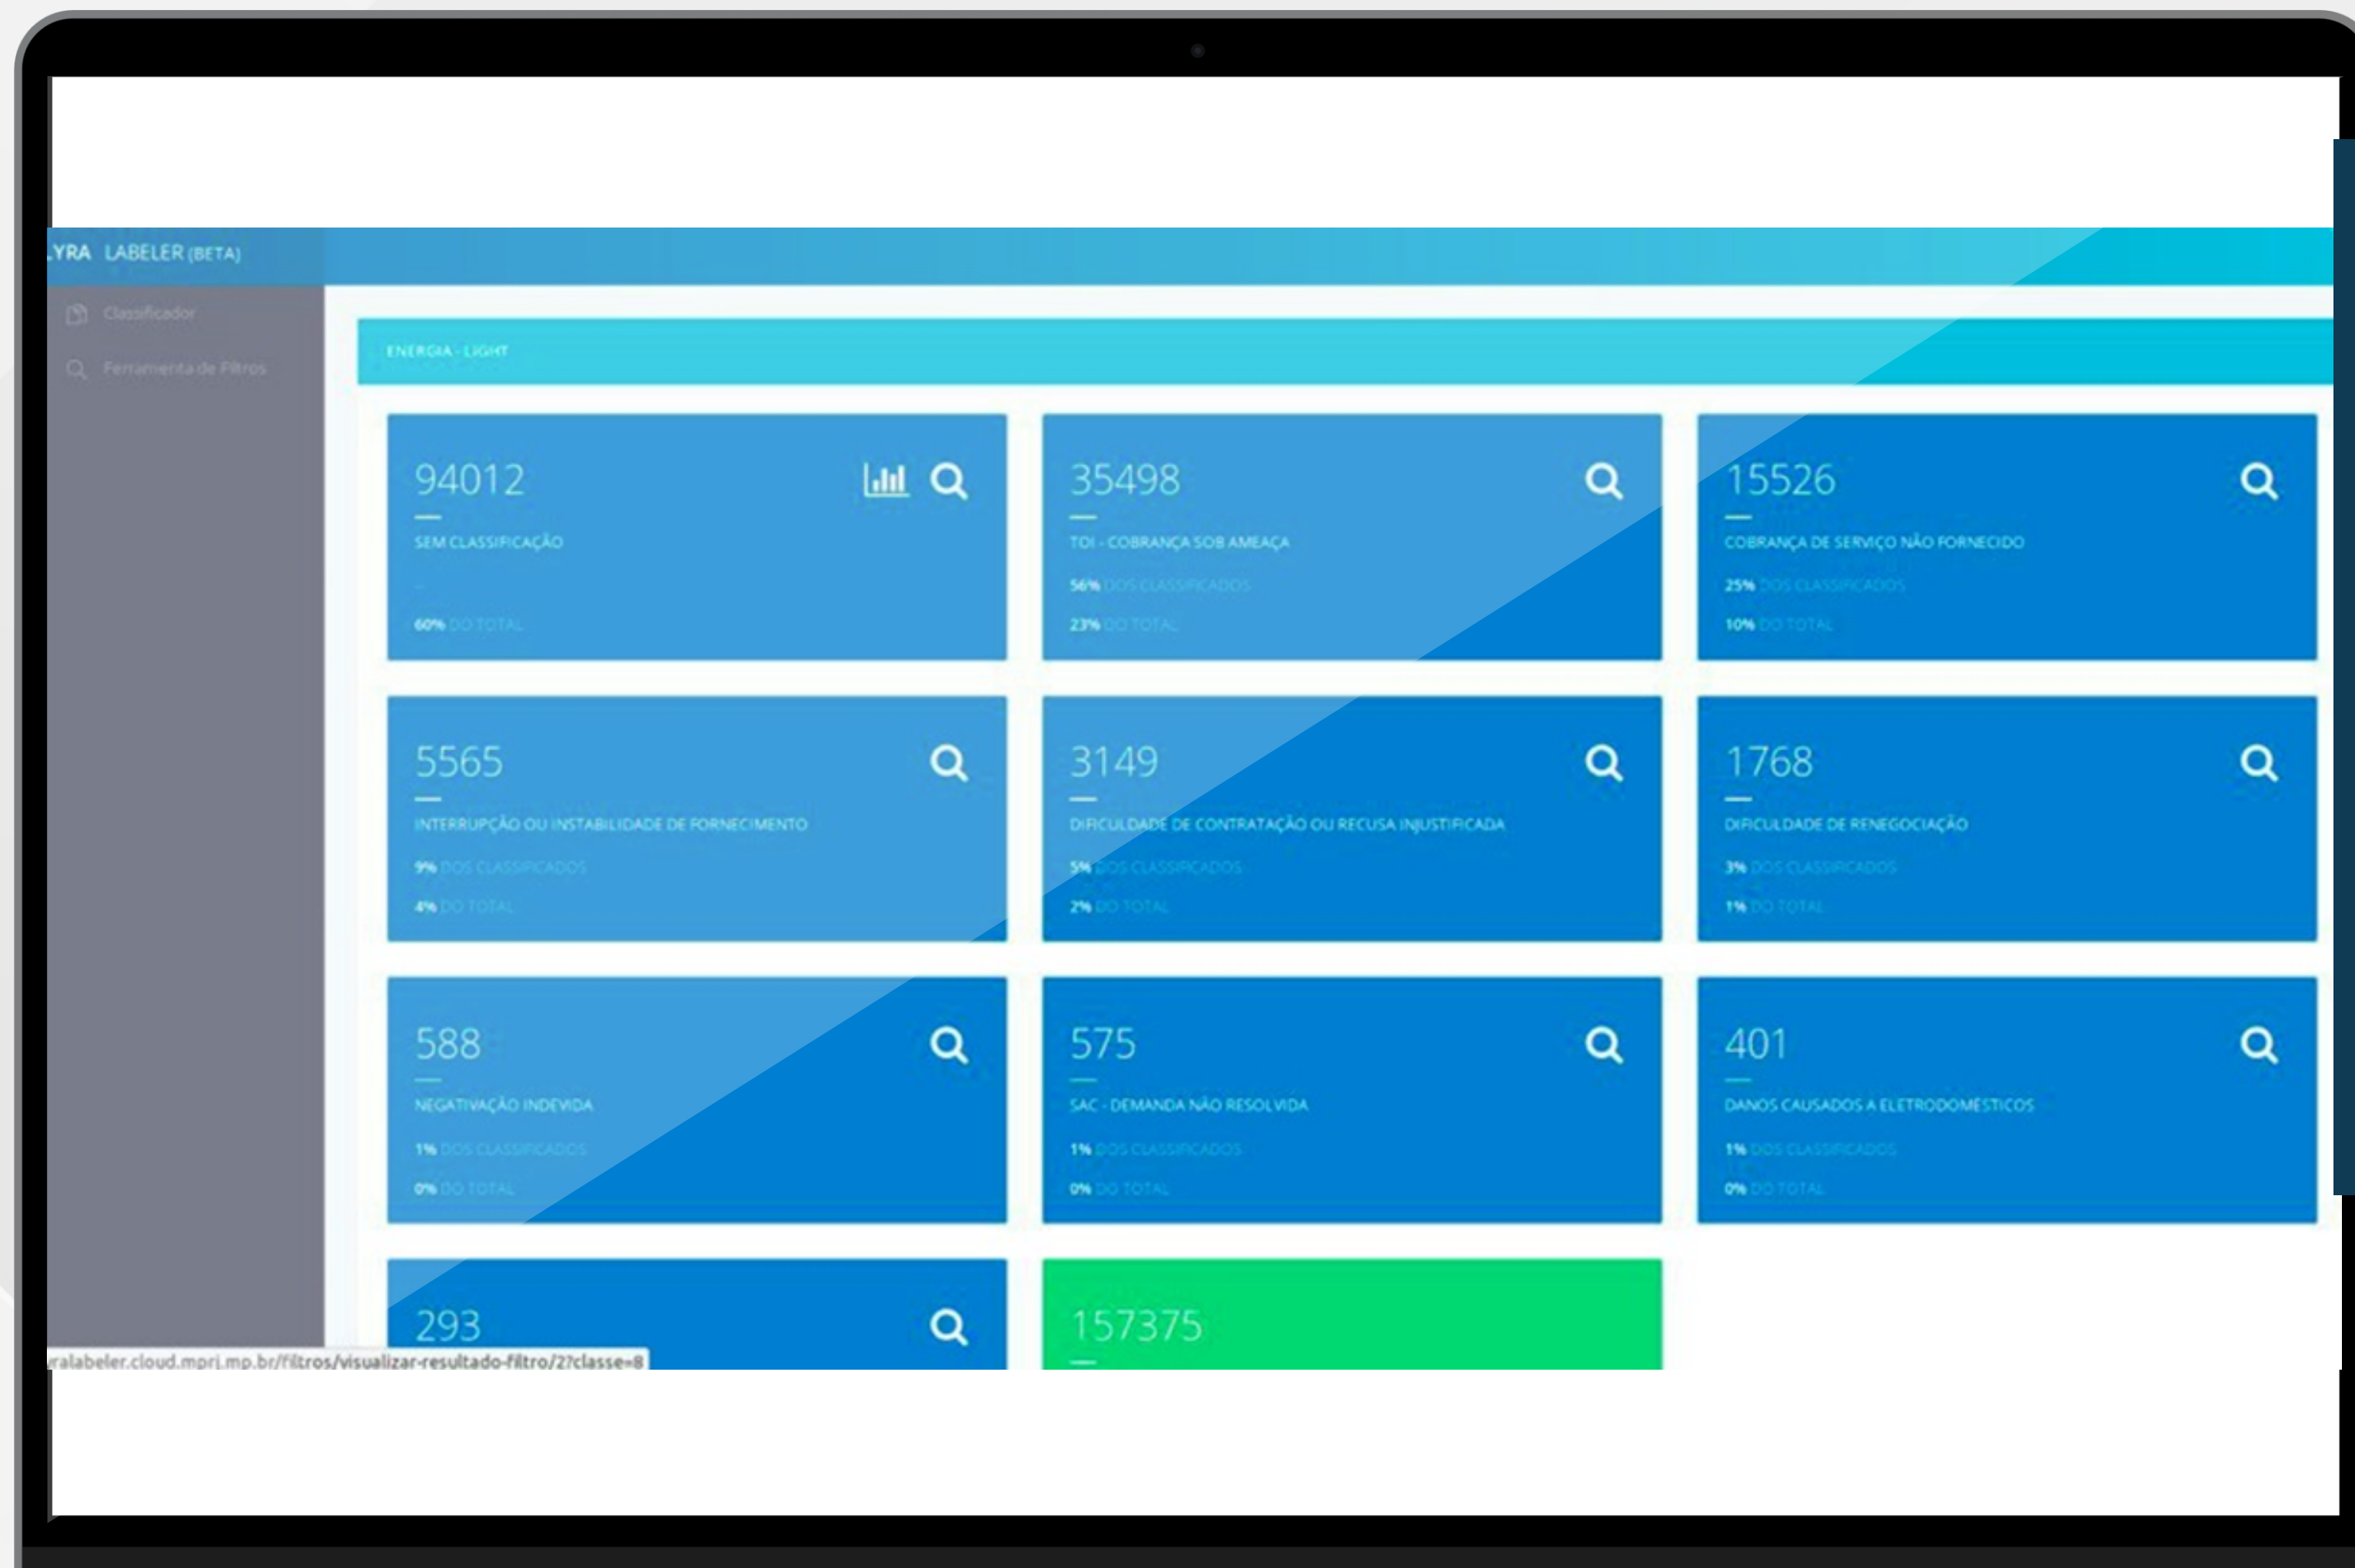 LYRA LABELER (BETA)
Classificador
Ferramenta de Filtros
ENERGIA - LIGHT
94012
SEM CLASSIFICAÇÃO
-
60% DO TOTAL
35498
TOI - COBRANÇA SOB AMEAÇA
56% DOS CLASSIFICADOS
23% DO TOTAL
15526
COBRANÇA DE SERVIÇO NÃO FORNECIDO
25% DOS CLASSIFICADOS
10% DO TOTAL
5565
INTERRUPÇÃO OU INSTABILIDADE DE FORNECIMENTO
9% DOS CLASSIFICADOS
4% DO TOTAL
3149
DIFICULDADE DE CONTRATAÇÃO OU RECUSA INJUSTIFICADA
5% DOS CLASSIFICADOS
2% DO TOTAL
1768
DIFICULDADE DE RENEGOCIAÇÃO
3% DOS CLASSIFICADOS
1% DO TOTAL
588
NEGATIVAÇÃO INDEVIDA
1% DOS CLASSIFICADOS
0% DO TOTAL
575
SAC - DEMANDA NÃO RESOLVIDA
1% DOS CLASSIFICADOS
0% DO TOTAL
401
DANOS CAUSADOS A ELETRODOMÉSTICOS
1% DOS CLASSIFICADOS
0% DO TOTAL
293
157375
yralabeler.cloud.mprj.mp.br/filtros/visualizar-resultado-filtro/2?classe=8